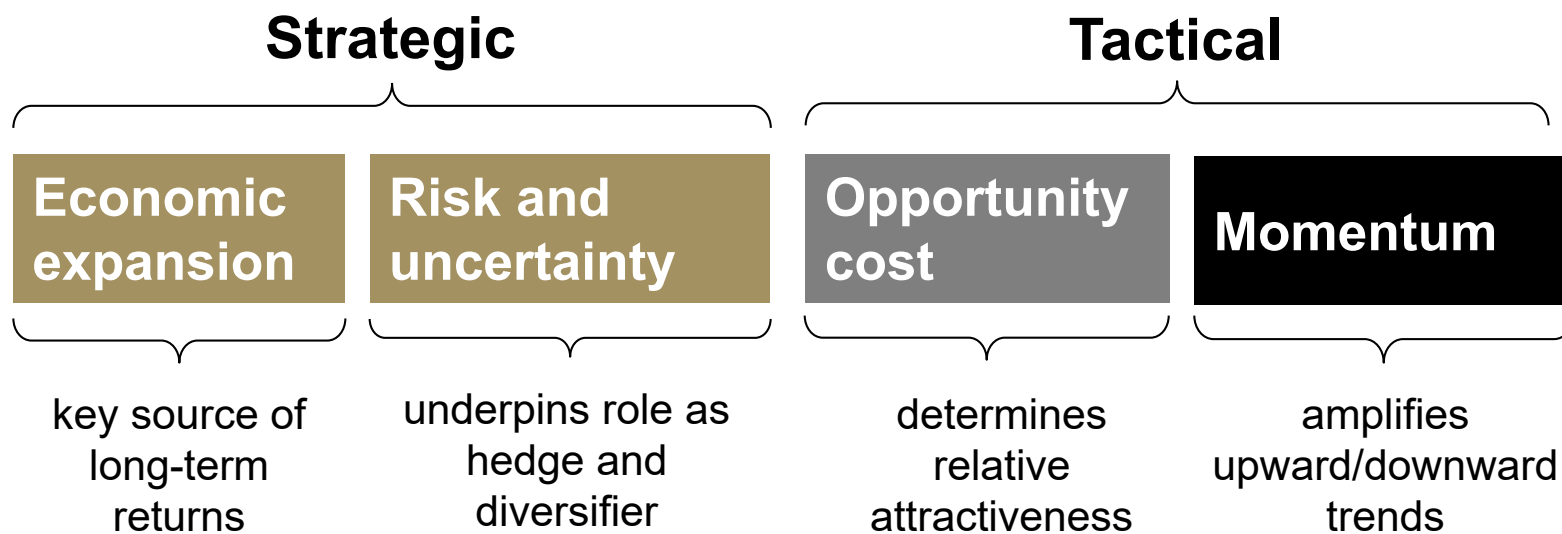 Strategic
Tactical
Economic
expansion
Risk and
uncertainty
Opportunity
cost
Momentum
key source of
long-term
returns
underpins role as
hedge and
diversifier
determines
relative
attractiveness
amplifies
upward/downward
trends